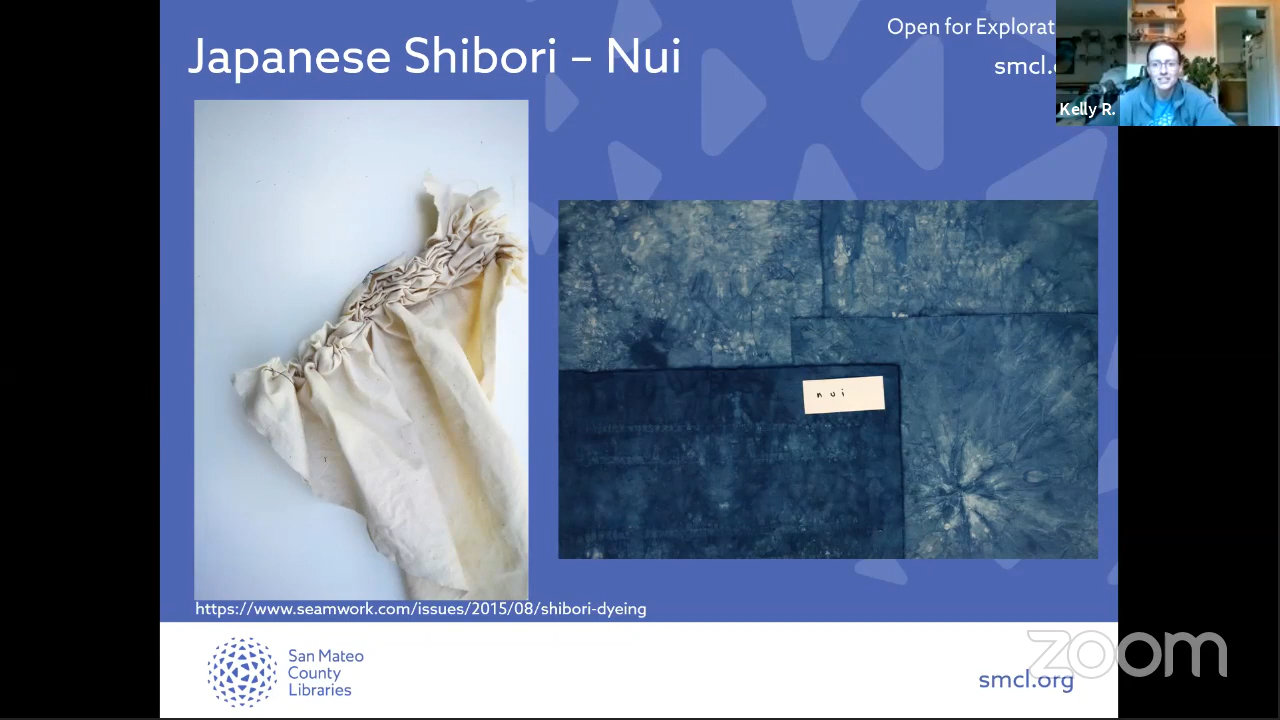 Japanese Shibori – Nui
Open for Explorat
smcl.
Kelly R.
nui
https://www.seamwork.com/issues/2015/08/shibori-dyeing
San Mateo
County
Libraries
smcl.org
zoom